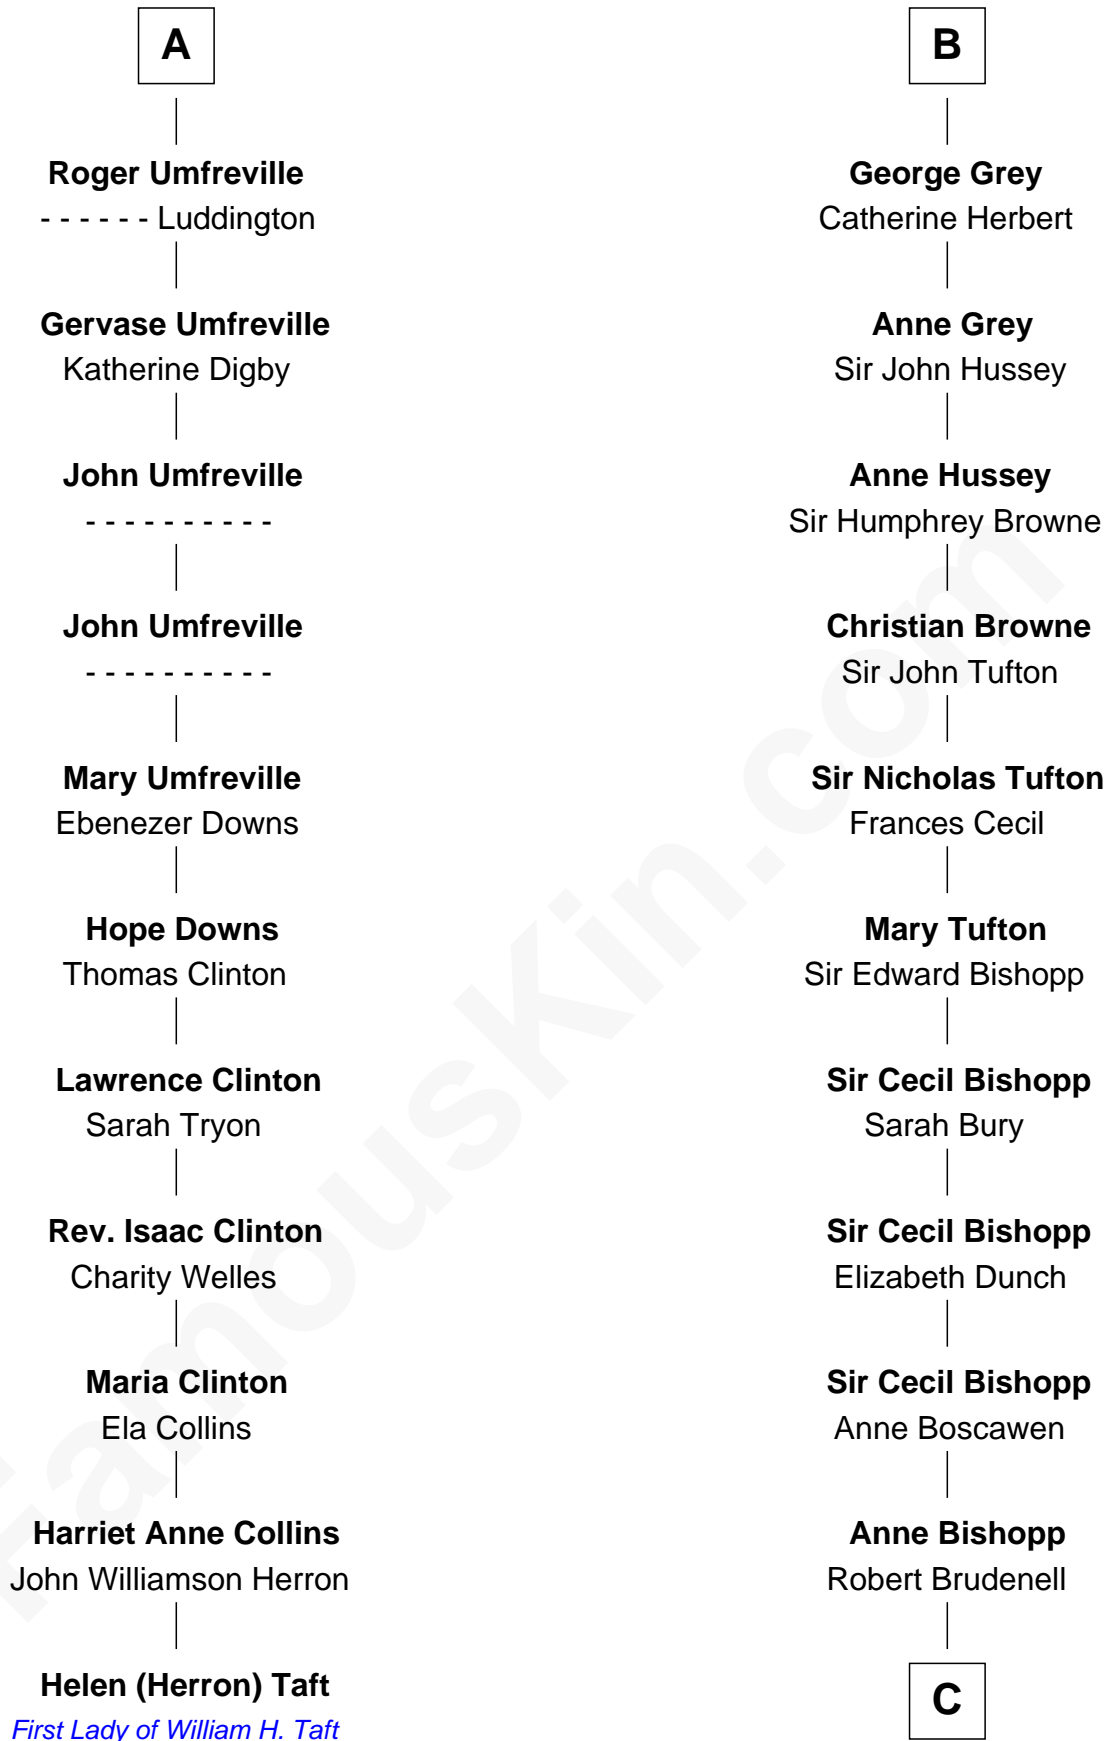 A
Roger Umfreville
- - - - - - Luddington
Gervase Umfreville
Katherine Digby
John Umfreville
- - - - - - - - - -
John Umfreville
- - - - - - - - - -
Mary Umfreville
Ebenezer Downs
Hope Downs
Thomas Clinton
Lawrence Clinton
Sarah Tryon
Rev. Isaac Clinton
Charity Welles
Maria Clinton
Ela Collins
Harriet Anne Collins
John Williamson Herron
Helen (Herron) Taft
First Lady of William H. Taft
B
George Grey
Catherine Herbert
Anne Grey
Sir John Hussey
Anne Hussey
Sir Humphrey Browne
Christian Browne
Sir John Tufton
Sir Nicholas Tufton
Frances Cecil
Mary Tufton
Sir Edward Bishopp
Sir Cecil Bishopp
Sarah Bury
Sir Cecil Bishopp
Elizabeth Dunch
Sir Cecil Bishopp
Anne Boscawen
Anne Bishopp
Robert Brudenell
C
FamousKin.com